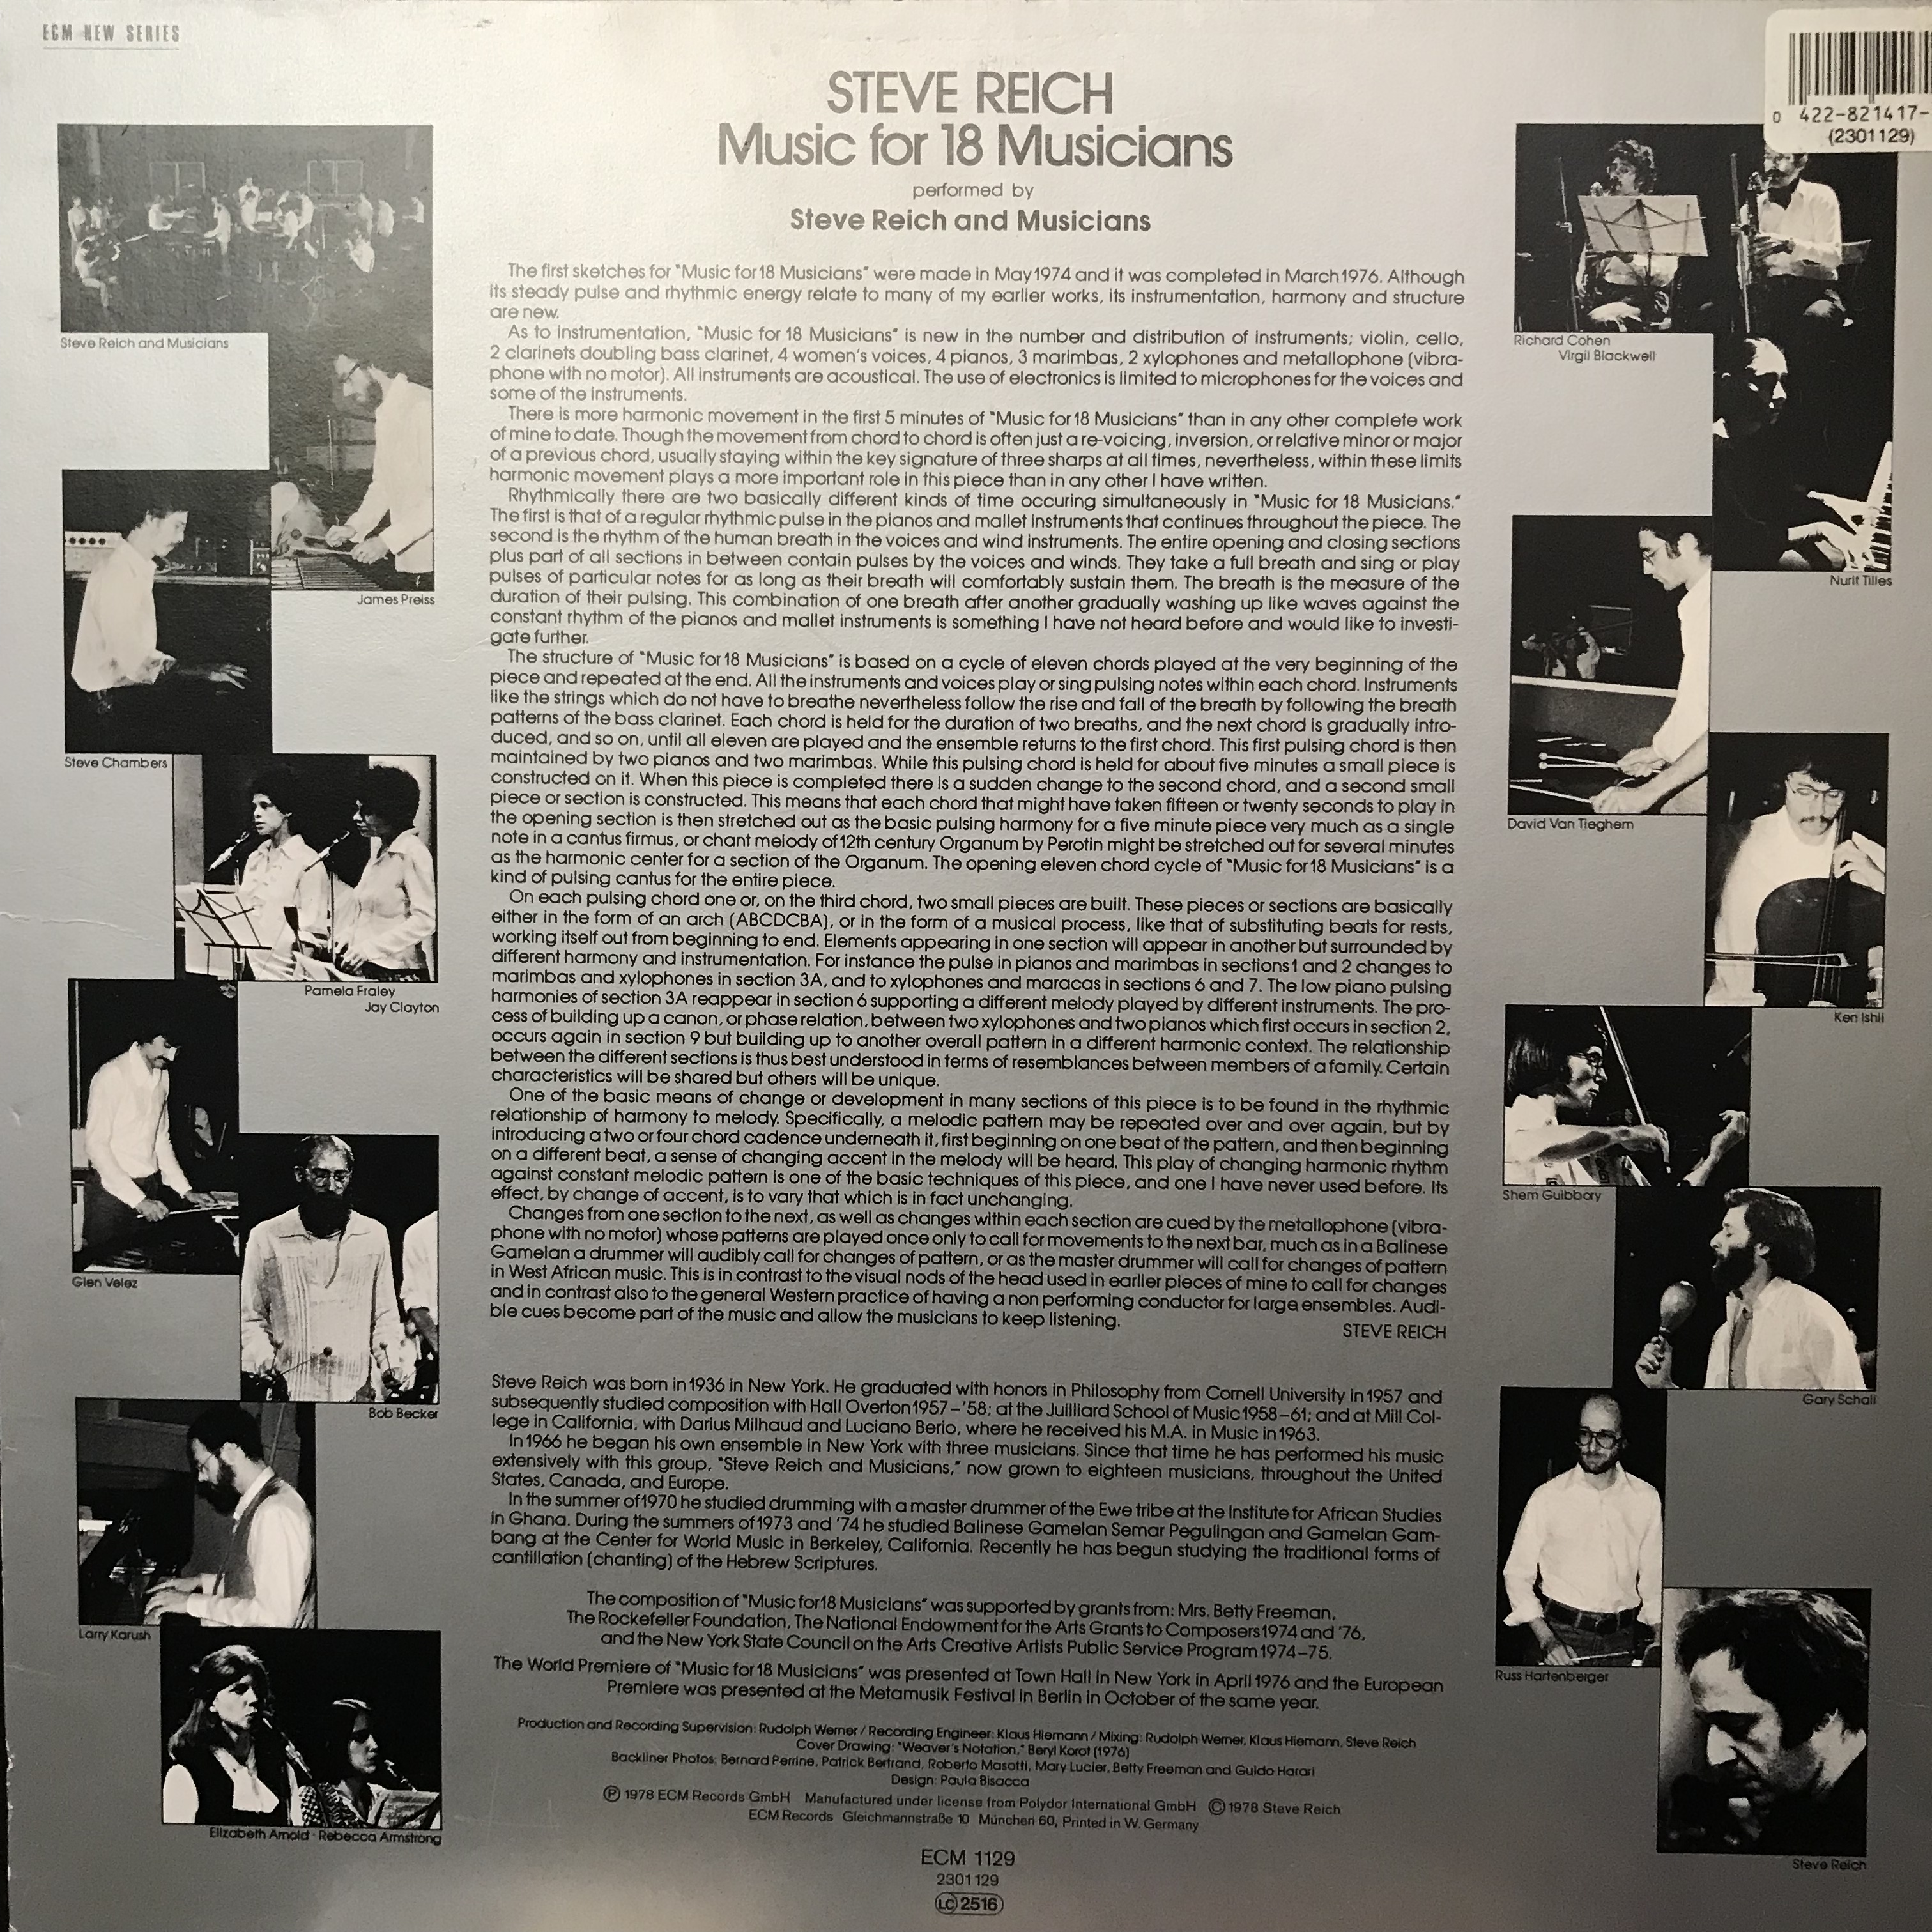 ECM NEW SERIES
0 422-821417-
(2301129)
STEVE REICH
Music for 18 Musicians
performed by
Steve Reich and Musicians
The first sketches for "Music for 18 Musicians" were made in May 1974 and it was completed in March 1976. Although
its steady pulse and rhythmic energy relate to many of my earlier works, its instrumentation, harmony and structure
are new.
As to instrumentation, "Music for 18 Musicians" is new in the number and distribution of instruments; violin, cello,
2 clarinets doubling bass clarinet, 4 women's voices, 4 pianos, 3 marimbas, 2 xylophones and metallophone (vibra-
phone with no motor). All instruments are acoustical. The use of electronics is limited to microphones for the voices and
some of the instruments.
There is more harmonic movement in the first 5 minutes of "Music for 18 Musicians" than in any other complete work
of mine to date. Though the movement from chord to chord is often just a re-voicing, inversion, or relative minor or major
of a previous chord, usually staying within the key signature of three sharps at all times, nevertheless, within these limits
harmonic movement plays a more important role in this piece than in any other I have written.
Rhythmically there are two basically different kinds of time occuring simultaneously in "Music for 18 Musicians."
The first is that of a regular rhythmic pulse in the pianos and mallet instruments that continues throughout the piece. The
second is the rhythm of the human breath in the voices and wind instruments. The entire opening and closing sections
plus part of all sections in between contain pulses by the voices and winds. They take a full breath and sing or play
pulses of particular notes for as long as their breath will comfortably sustain them. The breath is the measure of the
duration of their pulsing. This combination of one breath after another gradually washing up like waves against the
constant rhythm of the pianos and mallet instruments is something I have not heard before and would like to investi-
gate further.
The structure of "Music for 18 Musicians" is based on a cycle of eleven chords played at the very beginning of the
piece and repeated at the end. All the instruments and voices play or sing pulsing notes within each chord. Instruments
like the strings which do not have to breathe nevertheless follow the rise and fall of the breath by following the breath
patterns of the bass clarinet. Each chord is held for the duration of two breaths, and the next chord is gradually intro-
duced, and so on, until all eleven are played and the ensemble returns to the first chord. This first pulsing chord is then
maintained by two pianos and two marimbas. While this pulsing chord is held for about five minutes a small piece is
constructed on it. When this piece is completed there is a sudden change to the second chord, and a second small
piece or section is constructed. This means that each chord that might have taken fifteen or twenty seconds to play in
the opening section is then stretched out as the basic pulsing harmony for a five minute piece very much as a single
note in a cantus firmus, or chant melody of 12th century Organum by Perotin might be stretched out for several minutes
as the harmonic center for a section of the Organum. The opening eleven chord cycle of "Music for 18 Musicians" is a
kind of pulsing cantus for the entire piece.
On each pulsing chord one or, on the third chord, two small pieces are built. These pieces or sections are basically
either in the form of an arch (ABCDCBA), or in the form of a musical process, like that of substituting beats for rests,
working itself out from beginning to end. Elements appearing in one section will appear in another but surrounded by
different harmony and instrumentation. For instance the pulse in pianos and marimbas in sections 1 and 2 changes to
marimbas and xylophones in section 3A, and to xylophones and maracas in sections 6 and 7. The low piano pulsing
harmonies of section 3A reappear in section 6 supporting a different melody played by different instruments. The pro-
cess of building up a canon, or phase relation, between two xylophones and two pianos which first occurs in section 2,
occurs again in section 9 but building up to another overall pattern in a different harmonic context. The relationship
between the different sections is thus best understood in terms of resemblances between members of a family. Certain
characteristics will be shared but others will be unique.
One of the basic means of change or development in many sections of this piece is to be found in the rhythmic
relationship of harmony to melody. Specifically, a melodic pattern may be repeated over and over again, but by
introducing a two or four chord cadence underneath it, first beginning on one beat of the pattern, and then beginning
on a different beat, a sense of changing accent in the melody will be heard. This play of changing harmonic rhythm
against constant melodic pattern is one of the basic techniques of this piece, and one I have never used before. Its
effect, by change of accent, is to vary that which is in fact unchanging.
Changes from one section to the next, as well as changes within each section are cued by the metallophone (vibra-
phone with no motor) whose patterns are played once only to call for movements to the next bar, much as in a Balinese
Gamelan a drummer will audibly call for changes of pattern, or as the master drummer will call for changes of pattern
in West African music. This is in contrast to the visual nods of the head used in earlier pieces of mine to call for changes
and in contrast also to the general Western practice of having a non performing conductor for large ensembles. Audi-
ble cues become part of the music and allow the musicians to keep listening.
STEVE REICH
Steve Reich was born in 1936 in New York. He graduated with honors in Philosophy from Cornell University in 1957 and
subsequently studied composition with Hall Overton 1957-'58; at the Juilliard School of Music 1958-61; and at Mill Col-
lege in California, with Darius Milhaud and Luciano Berio, where he received his M.A. in Music in 1963.
In 1966 he began his own ensemble in New York with three musicians. Since that time he has performed his music
extensively with this group, "Steve Reich and Musicians," now grown to eighteen musicians, throughout the United
States, Canada, and Europe.
In the summer of 1970 he studied drumming with a master drummer of the Ewe tribe at the Institute for African Studies
in Ghana. During the summers of 1973 and '74 he studied Balinese Gamelan Semar Pegulingan and Gamelan Gam-
bang at the Center for World Music in Berkeley, California. Recently he has begun studying the traditional forms of
cantillation (chanting) of the Hebrew Scriptures.
The composition of "Music for 18 Musicians" was supported by grants from: Mrs. Betty Freeman,
The Rockefeller Foundation, The National Endowment for the Arts Grants to Composers 1974 and '76,
and the New York State Council on the Arts Creative Artists Public Service Program 1974-75.
The World Premiere of "Music for 18 Musicians" was presented at Town Hall in New York in April 1976 and the European
Premiere was presented at the Metamusik Festival in Berlin in October of the same year.
Production and Recording Supervision: Rudolph Werner / Recording Engineer: Klaus Hiemann / Mixing: Rudolph Werner, Klaus Hiemann, Steve Reich
Cover Drawing: "Weaver's Notation," Beryl Korot (1976)
Backliner Photos: Bernard Perrine, Patrick Bertrand, Roberto Masotti, Mary Lucier, Betty Freeman and Guido Harari
Design: Paula Bisacca
Ⓟ 1978 ECM Records GmbH Manufactured under license from Polydor International GmbH © 1978 Steve Reich
ECM Records Gleichmannstraße 10 München 60, Printed in W. Germany
ECM 1129
2301 129
LC 2516
Steve Reich and Musicians
James Preiss
Steve Chambers
Pamela Fraley
Jay Clayton
Glen Velez
Bob Becker
Larry Karush
Elizabeth Arnold · Rebecca Armstrong
Richard Cohen
Virgil Blackwell
Nurit Tilles
David Van Tieghem
Ken Ishii
Shem Guibbory
Gary Schall
Russ Hartenberger
Steve Reich